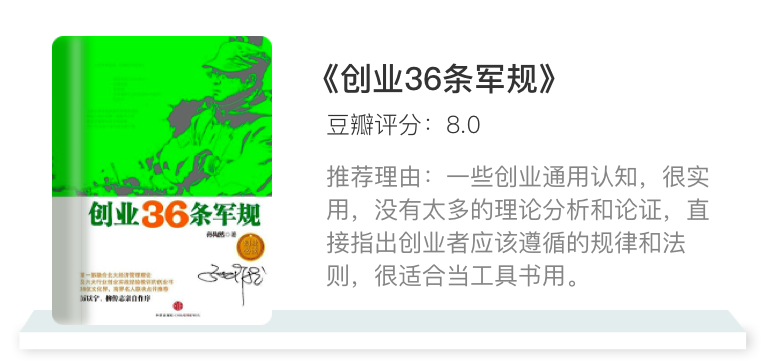 《创业36条军规》
豆瓣评分：8.0
推荐理由：一些创业通用认知，很实
用，没有太多的理论分析和论证，直
接指出创业者应该遵循的规律和法
则，很适合当工具书用。
创业36条军规
孙陶然 著